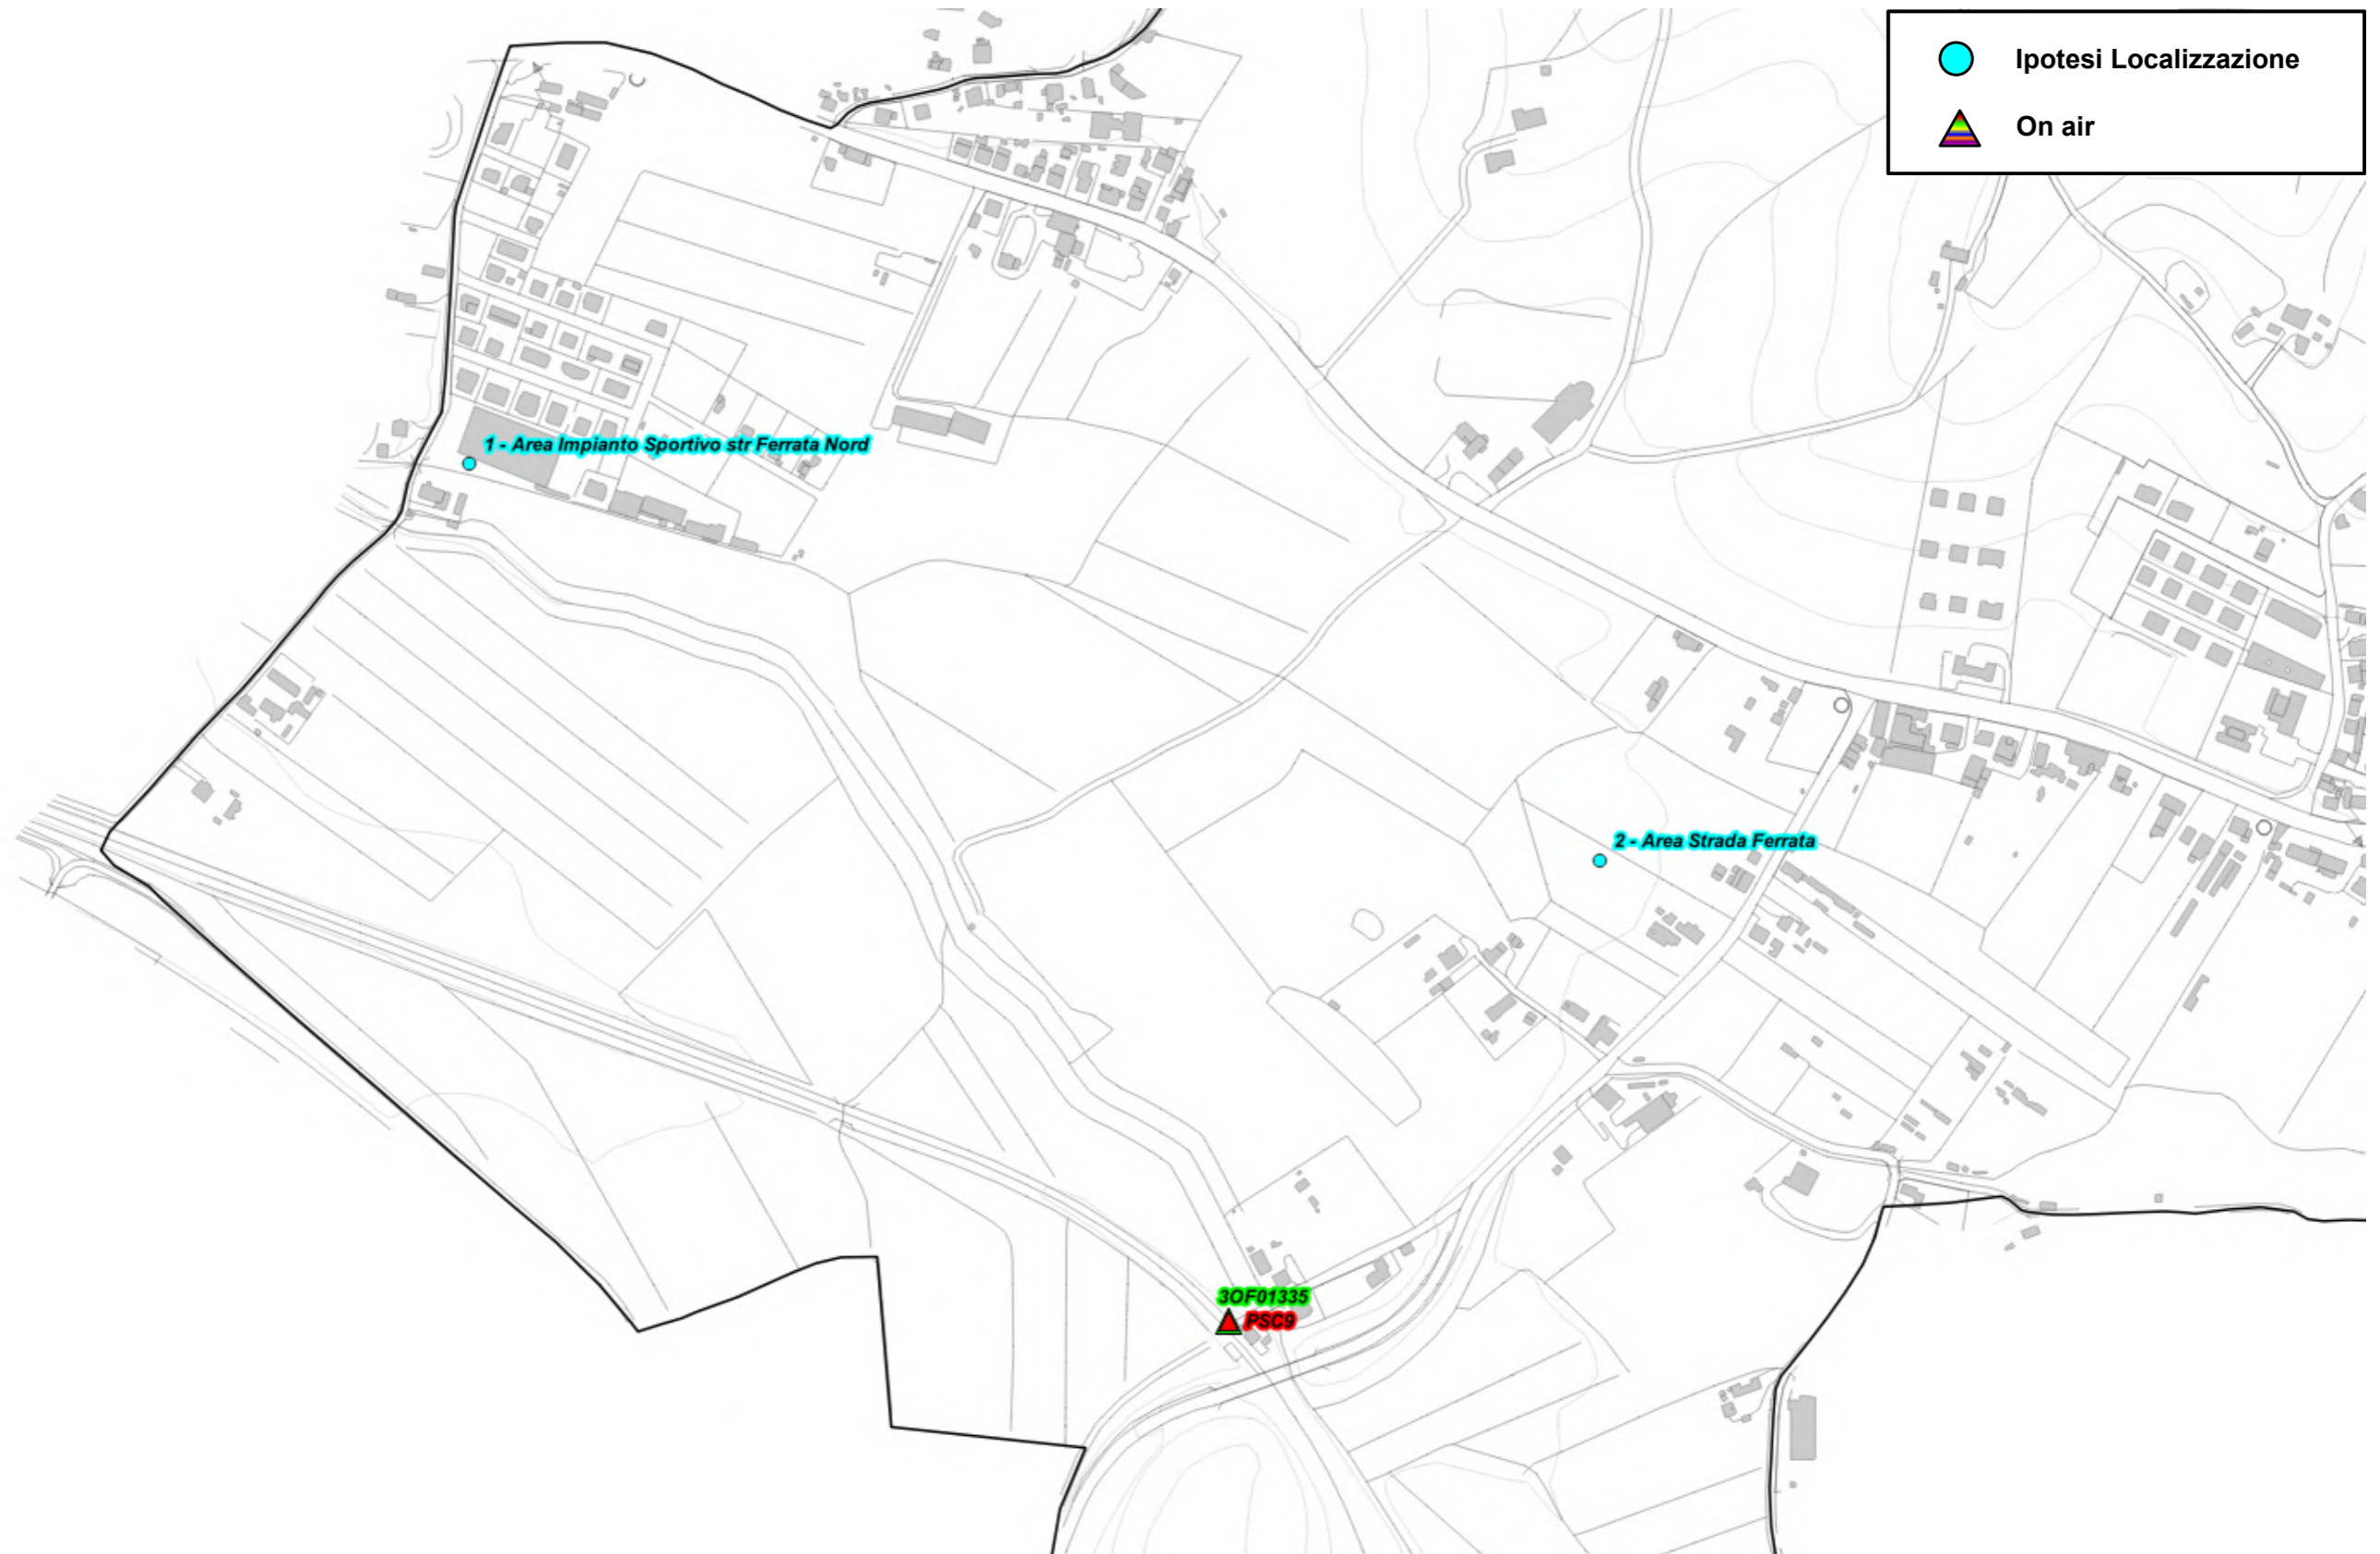 Ipotesi Localizzazione
On air
1 - Area Impianto Sportivo str Ferrata Nord
2 - Area Strada Ferrata
3OF01335
PSC9